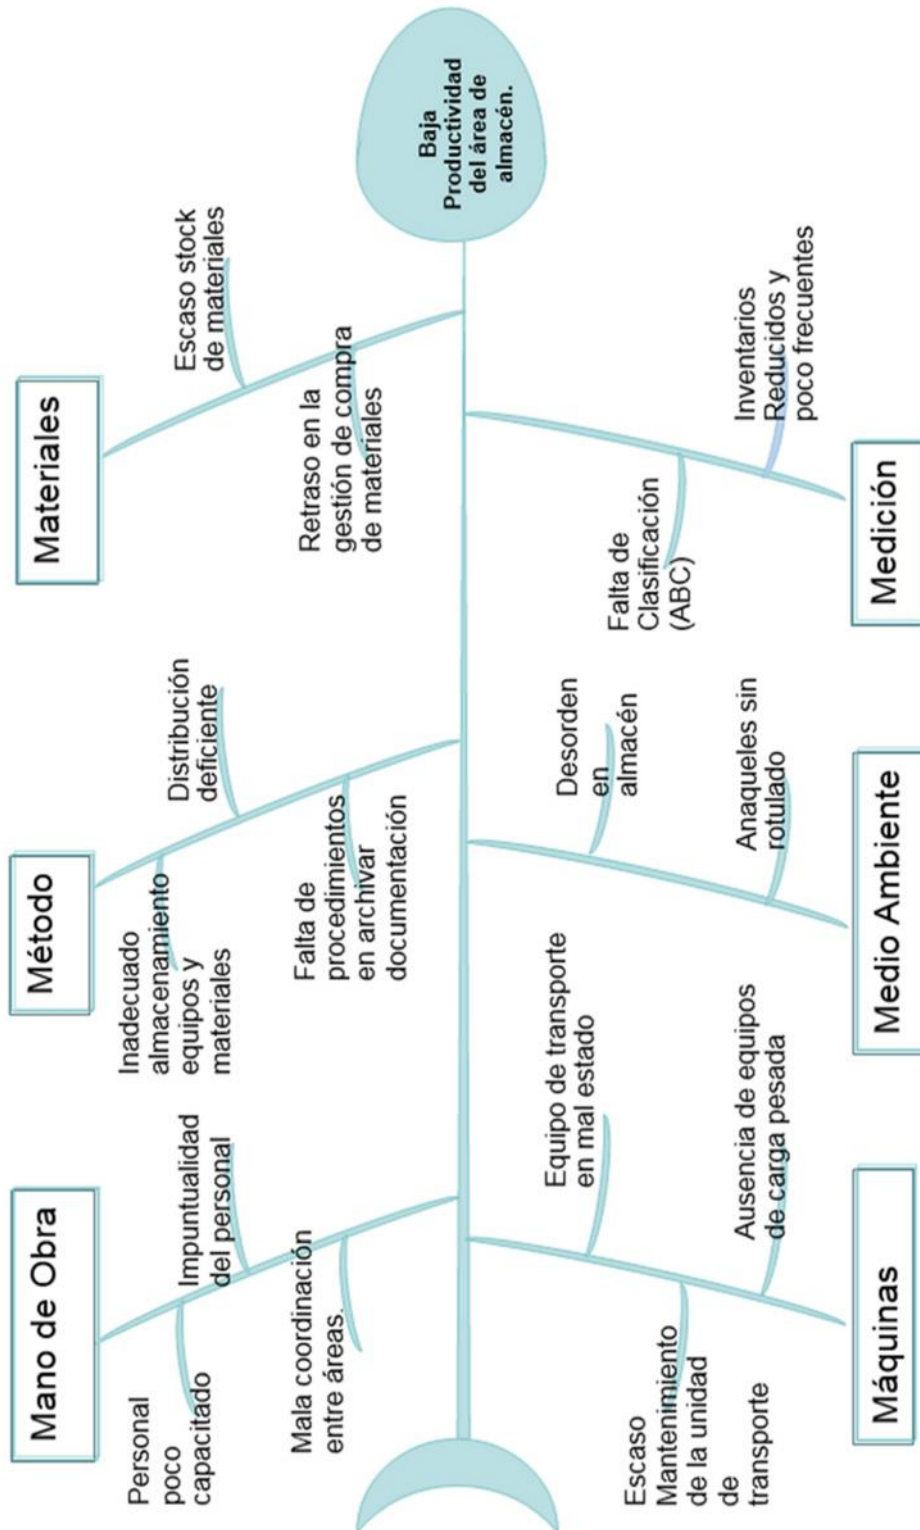 Mano de Obra
Método
Materiales
Personal
poco
capacitado
Impuntualidad
del personal
Mala coordinación
entre áreas.
Inadecuado
almacenamiento
equipos y
materiales
Distribución
deficiente
Falta de
procedimientos
en archivar
documentación
Escaso stock
de materiales
Retraso en la
gestión de compra
de materiales
Baja
Productividad
del área de
almacén.
Equipo de transporte
en mal estado
Escaso
Mantenimiento
de la unidad
de
transporte
Ausencia de equipos
de carga pesada
Desorden
en
almacén
Anaqueles sin
rotulado
Falta de
Clasificación
(ABC)
Inventarios
Reducidos y
poco frecuentes
Máquinas
Medio Ambiente
Medición